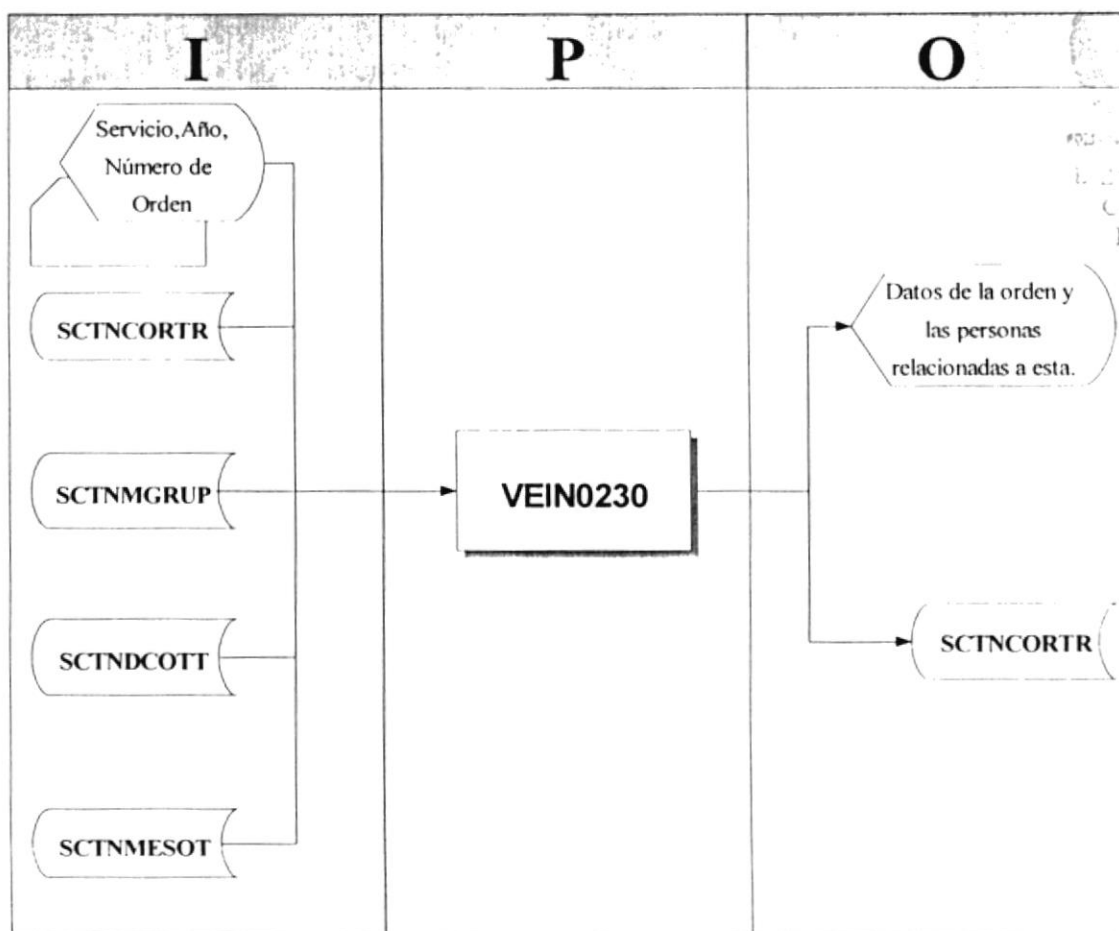 I
P
O
Servicio, Año,
Número de
Orden
SCTNCORTR
SCTNMGRUP
SCTNDCOTT
SCTNMESOT
VEIN0230
Datos de la orden y
las personas
relacionadas a esta.
SCTNCORTR